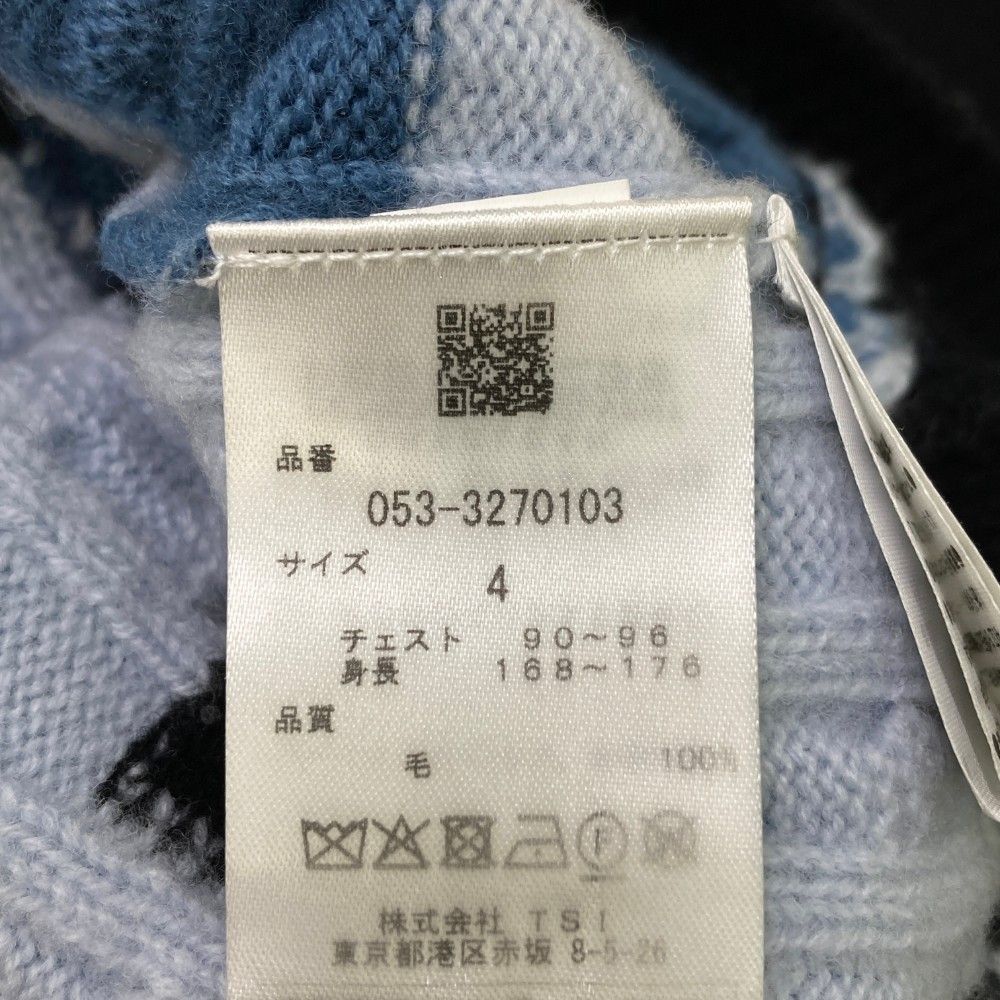 品番
053-3270103
サイズ
4
チェスト 90～96
身長 168～176
品質
毛 100%
株式会社 TSI
東京都港区赤坂 8-5-26